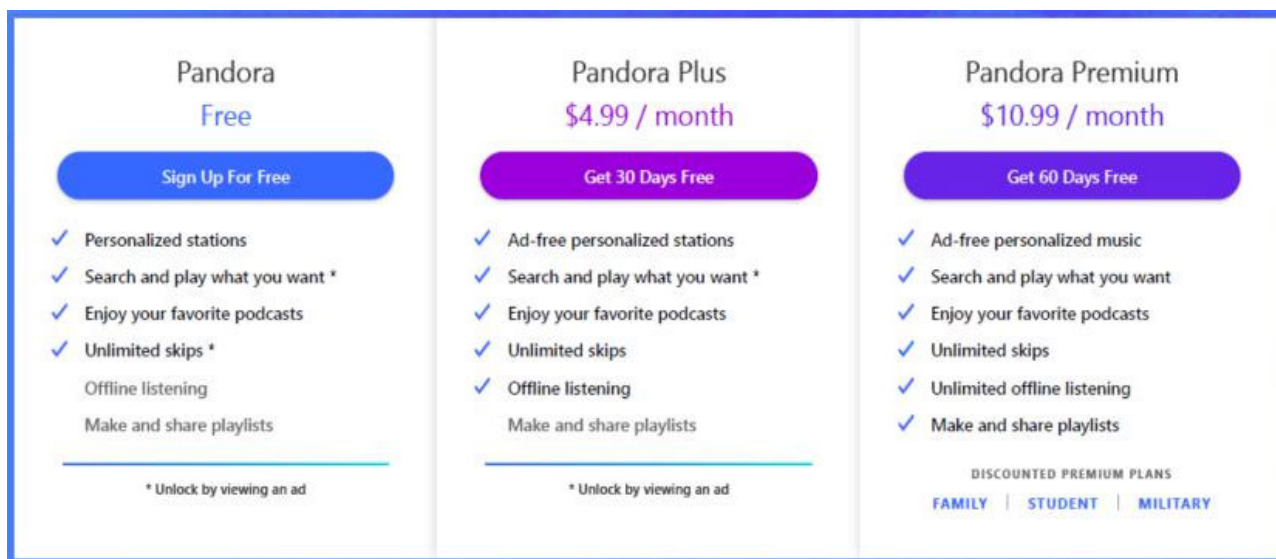 Pandora
Free
Sign Up For Free
Personalized stations
Search and play what you want *
Enjoy your favorite podcasts
Unlimited skips *
Offline listening
Make and share playlists
* Unlock by viewing an ad
Pandora Plus
$4.99 / month
Get 30 Days Free
Ad-free personalized stations
Search and play what you want *
Enjoy your favorite podcasts
Unlimited skips
Offline listening
Make and share playlists
* Unlock by viewing an ad
Pandora Premium
$10.99 / month
Get 60 Days Free
Ad-free personalized music
Search and play what you want
Enjoy your favorite podcasts
Unlimited skips
Unlimited offline listening
Make and share playlists
DISCOUNTED PREMIUM PLANS
FAMILY | STUDENT | MILITARY